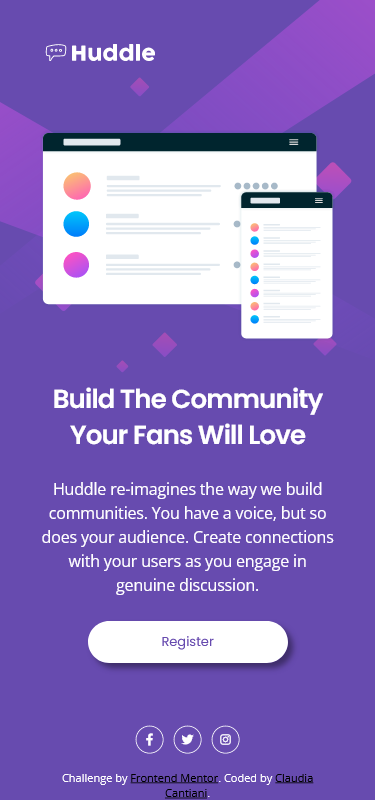 Huddle
Build The Community
Your Fans Will Love
Huddle re-imagines the way we build
communities. You have a voice, but so
does your audience. Create connections
with your users as you engage in
genuine discussion.
Register
Challenge by Frontend Mentor. Coded by Claudia
Cantiani.